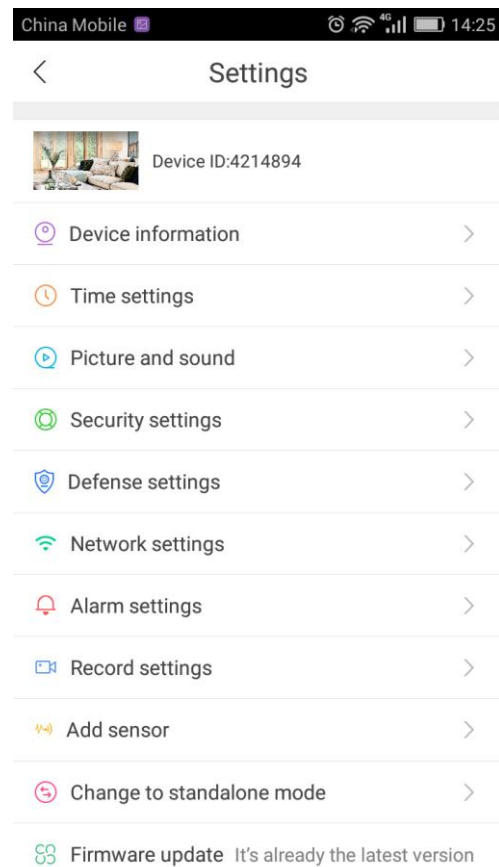 China Mobile 4G 14:25
Settings
Device ID:4214894
Device information
Time settings
Picture and sound
Security settings
Defense settings
Network settings
Alarm settings
Record settings
Add sensor
Change to standalone mode
Firmware update It's already the latest version